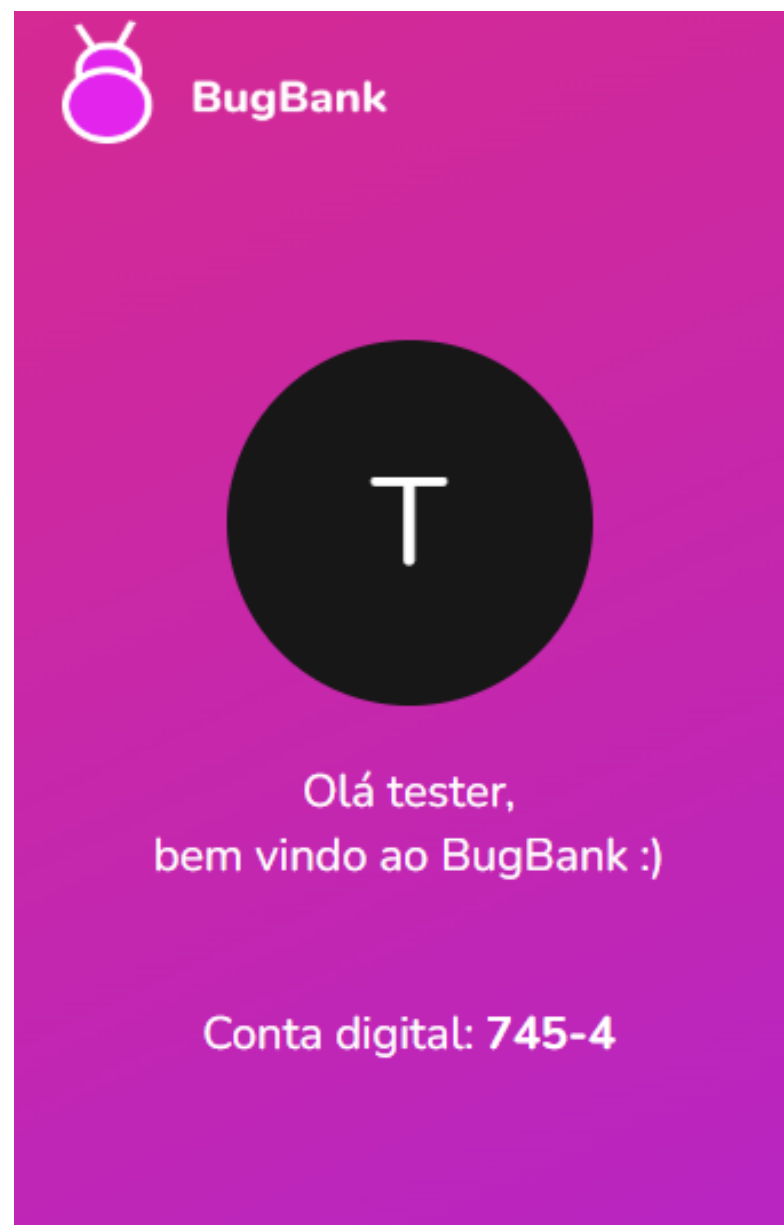 BugBank
T
Olá tester,
bem vindo ao BugBank :)
Conta digital: 745-4